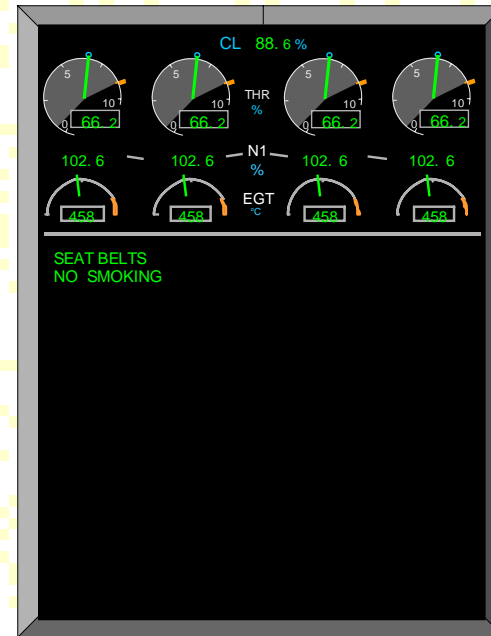 CL 88.6%
5 5 5 5
10 10 THR 10 10
%
0 66.2 0 66.2 0 66.2 0 66.2
102.6 102.6 N1 102.6 102.6
%
EGT
°C
458 458 458 458
SEAT BELTS
NO SMOKING